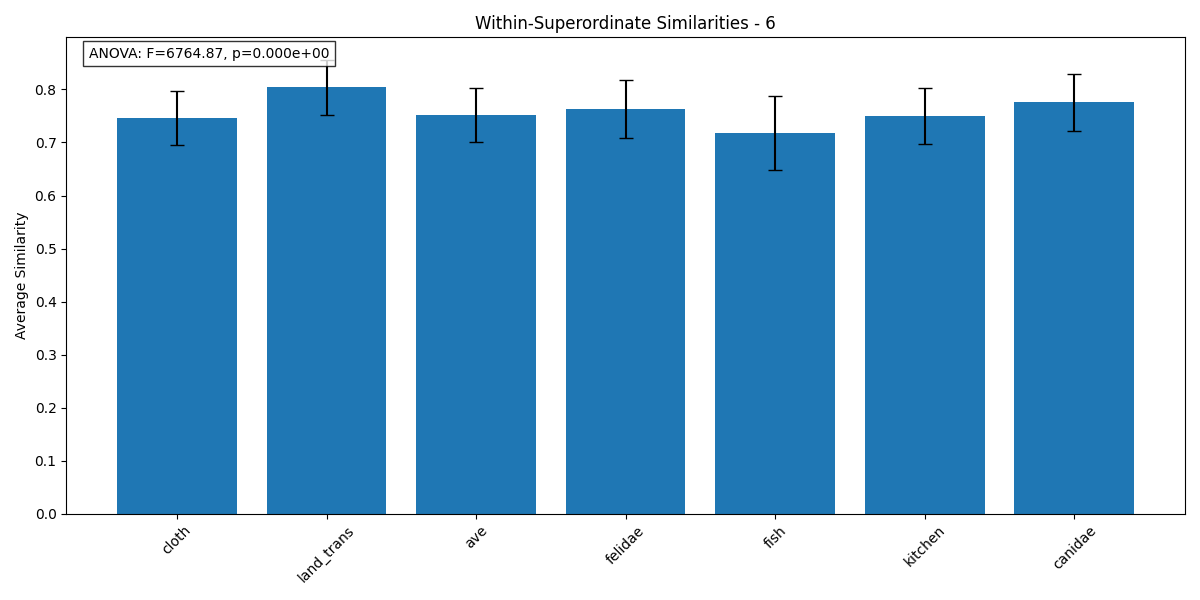 Within-Superordinate Similarities - 6
ANOVA: F=6764.87, p=0.000e+00
Average Similarity
0.8
0.7
0.6
0.5
0.4
0.3
0.2
0.1
0.0
cloth
land_trans
ave
felidae
fish
kitchen
canidae